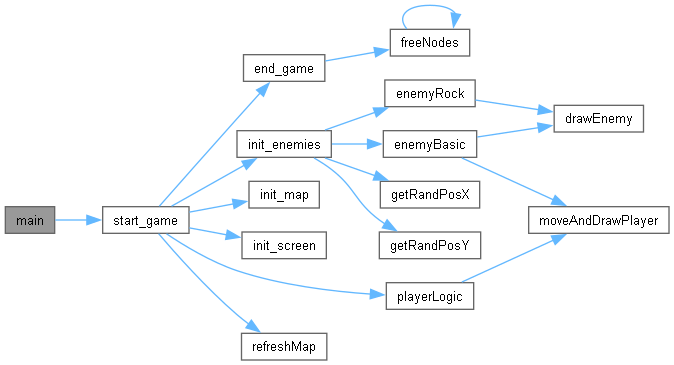 main
start_game
end_game
freeNodes
init_enemies
enemyRock
enemyBasic
drawEnemy
getRandPosX
getRandPosY
init_map
init_screen
playerLogic
moveAndDrawPlayer
refreshMap